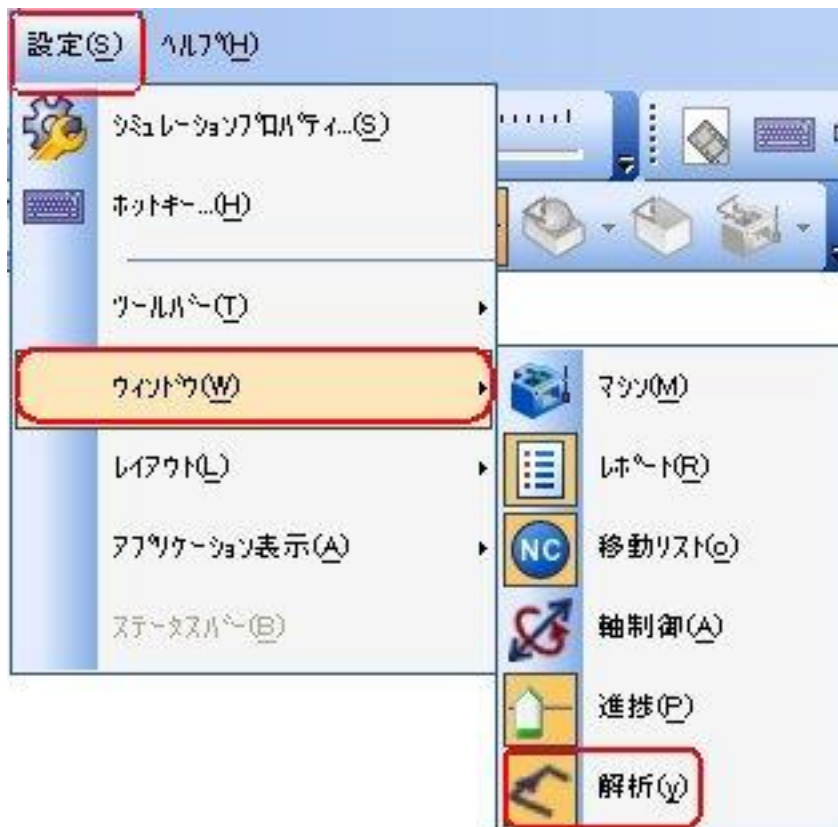 設定(S) ﾍﾙﾌﾟ(H)
ｼﾐｭﾚｰｼｮﾝﾌﾟﾛﾊﾟﾃｨ...(S)
ﾎｯﾄｷｰ...(H)
ﾂｰﾙﾊﾞｰ(T)
ｳｨﾝﾄﾞｳ(W)
ﾚｲｱｳﾄ(L)
ｱﾌﾟﾘｹｰｼｮﾝ表示(A)
ｽﾃｰﾀｽﾊﾞｰ(B)
ﾏｼﾝ(M)
ﾚﾎﾟｰﾄ(R)
NC 移動ﾘｽﾄ(o)
軸制御(A)
進捗(P)
解析(y)